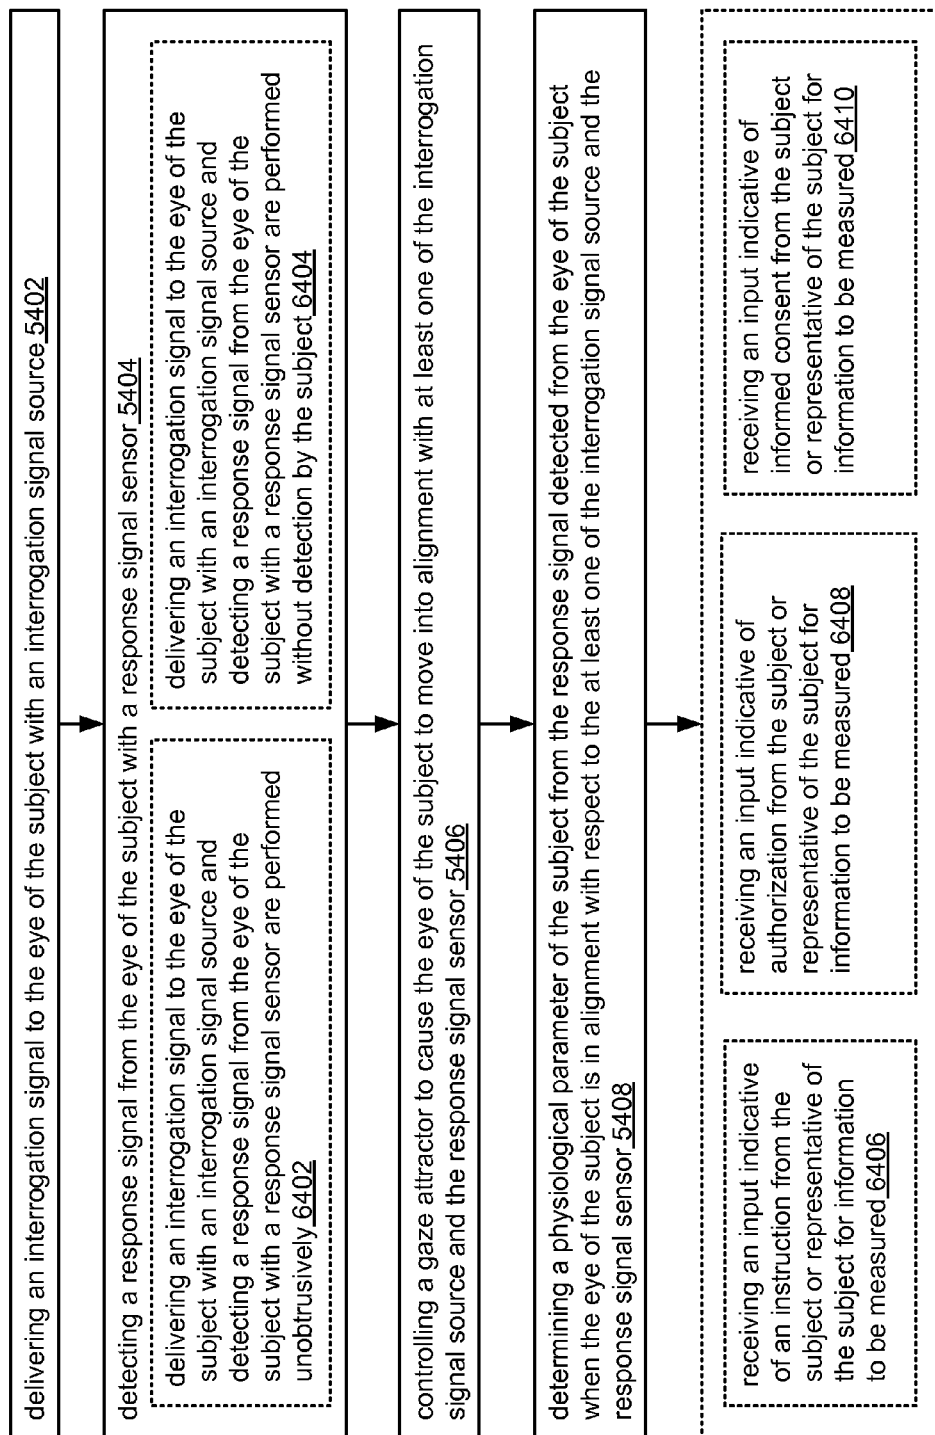 delivering an interrogation signal to the eye of the subject with an interrogation signal source 5402
detecting a response signal from the eye of the subject with a response signal sensor 5404
delivering an interrogation signal to the eye of the
subject with an interrogation signal source and
detecting a response signal from the eye of the
subject with a response signal sensor are performed
unobtrusively 6402
delivering an interrogation signal to the eye of the
subject with an interrogation signal source and
detecting a response signal from the eye of the
subject with a response signal sensor are performed
without detection by the subject 6404
controlling a gaze attractor to cause the eye of the subject to move into alignment with at least one of the interrogation
signal source and the response signal sensor 5406
determining a physiological parameter of the subject from the response signal detected from the eye of the subject
when the eye of the subject is in alignment with respect to the at least one of the interrogation signal source and the
response signal sensor 5408
receiving an input indicative
of an instruction from the
subject or representative of
the subject for information
to be measured 6406
receiving an input indicative of
authorization from the subject or
representative of the subject for
information to be measured 6408
receiving an input indicative of
informed consent from the subject
or representative of the subject for
information to be measured 6410